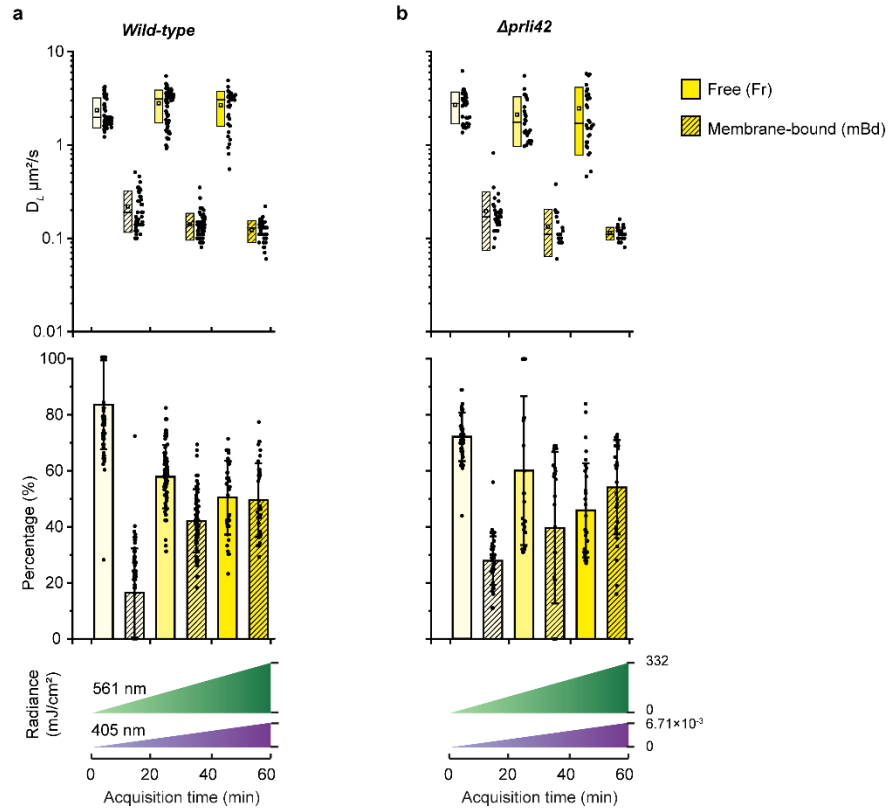 a
Wild-type
b
Δprli42
D_L µm²/s
10
1
0.1
0.01
Free (Fr)
Membrane-bound (mBd)
Percentage (%)
100
80
60
40
20
0
Radiance
(mJ/cm²)
561 nm
405 nm
332
0
6.71×10⁻³
0
0 20 40 60
Acquisition time (min)
0 20 40 60
Acquisition time (min)